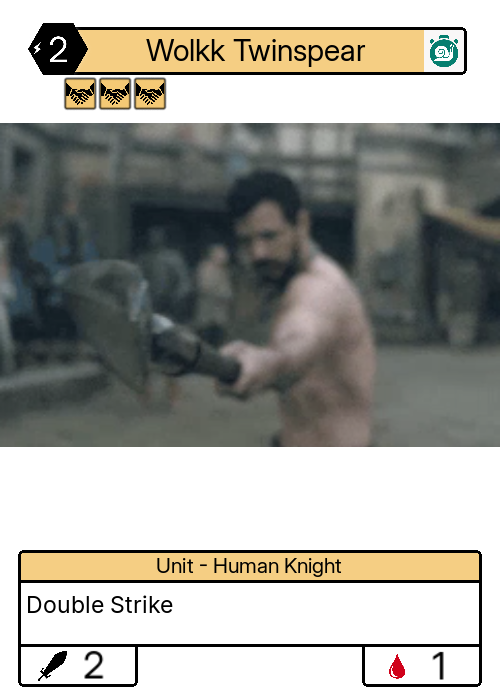 2
Wolkk Twinspear
Unit - Human Knight
Double Strike
2
1